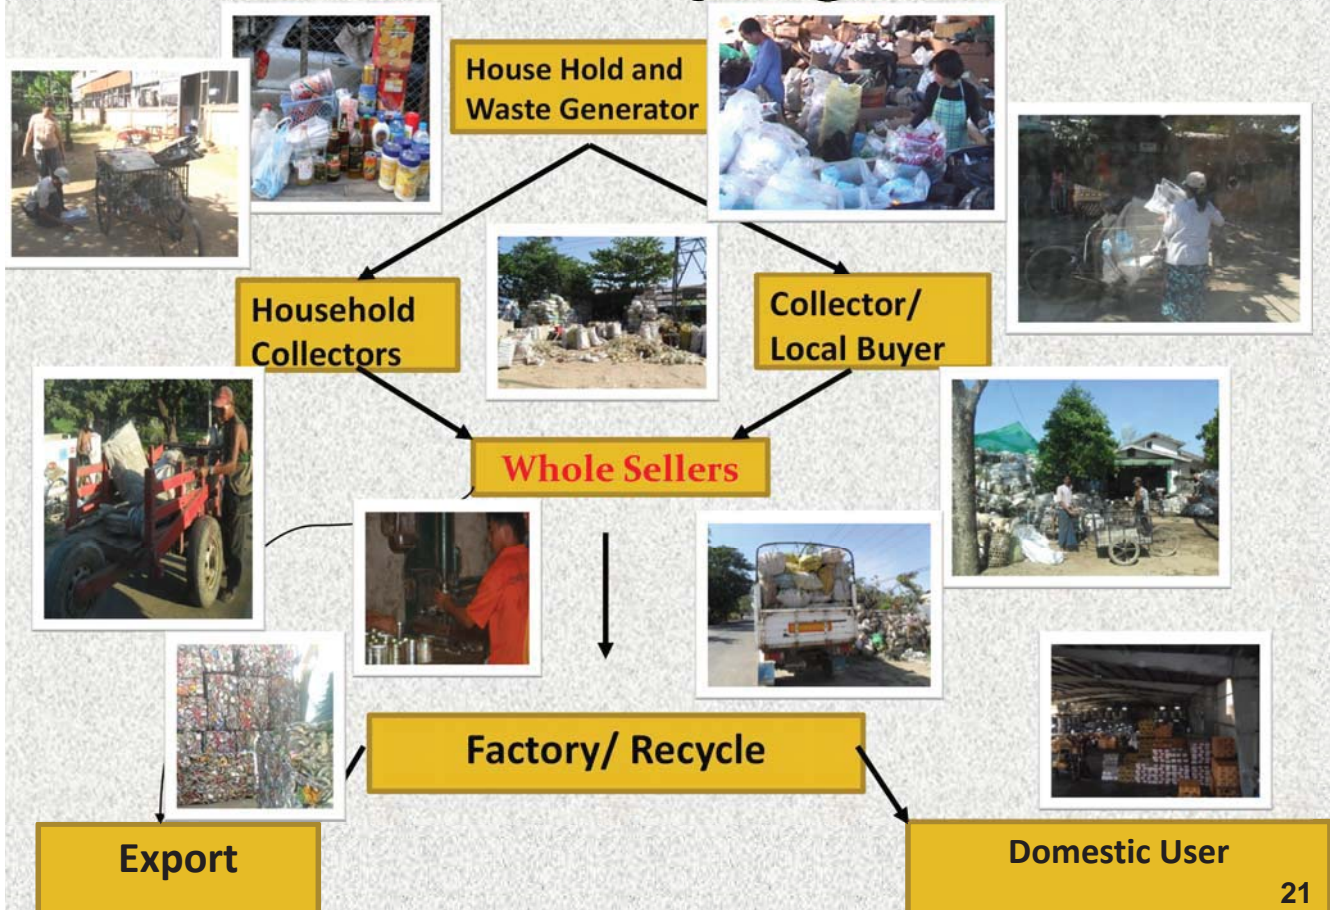 House Hold and
Waste Generator
Household
Collectors
Collector/
Local Buyer
Whole Sellers
Factory/ Recycle
Export
Domestic User
21